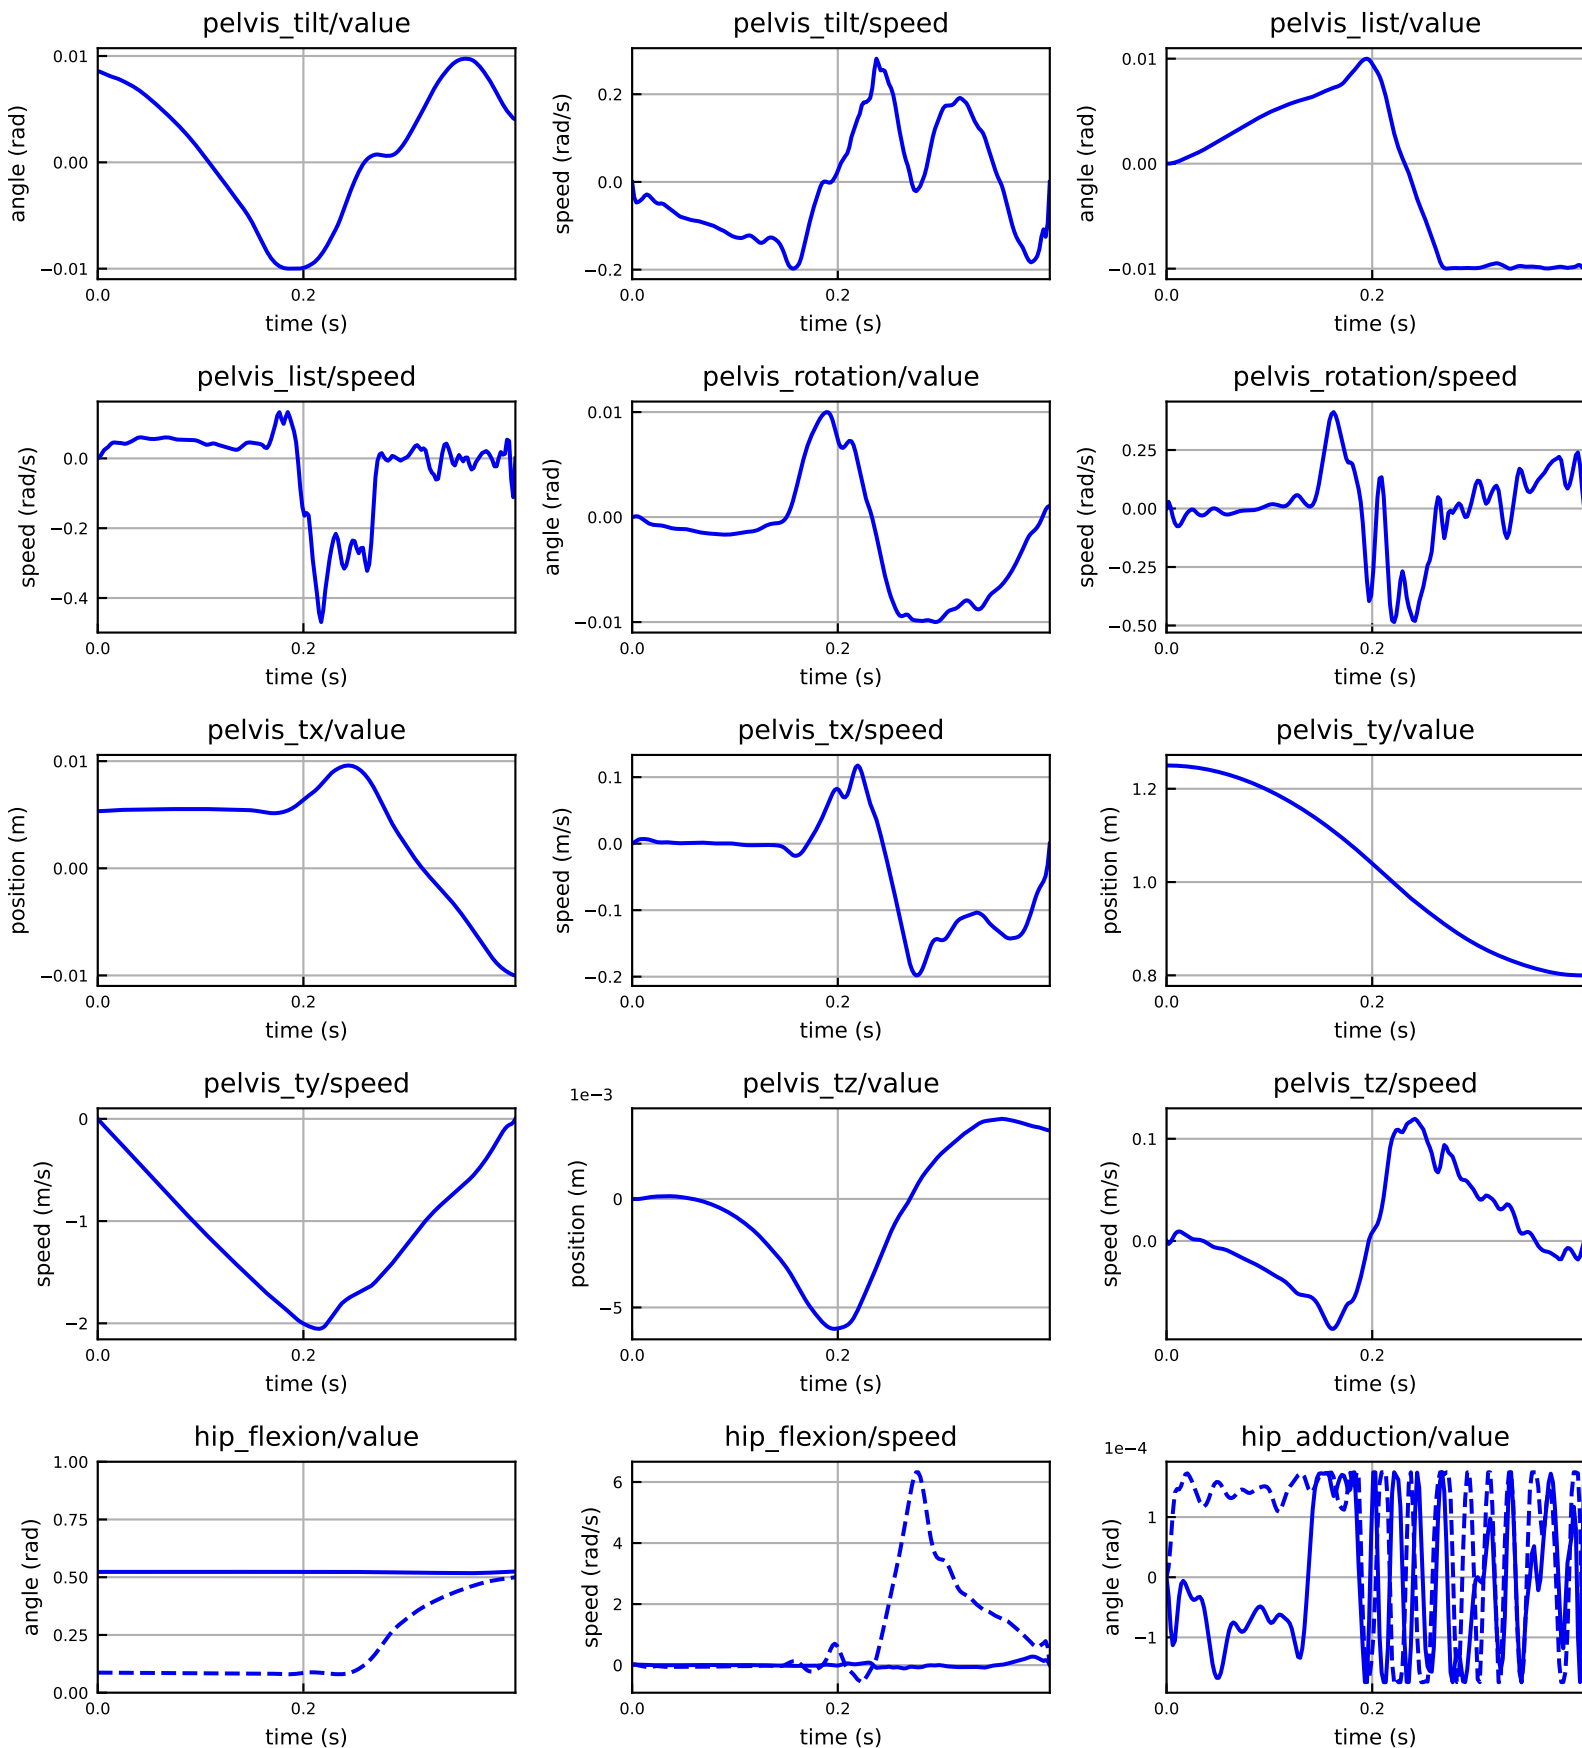 pelvis_tilt/value
angle (rad)
0.01
0.00
−0.01
0.0
0.2
time (s)
pelvis_tilt/speed
speed (rad/s)
0.2
0.0
−0.2
0.0
0.2
time (s)
pelvis_list/value
angle (rad)
0.01
0.00
−0.01
0.0
0.2
time (s)
pelvis_list/speed
speed (rad/s)
0.0
−0.2
−0.4
0.0
0.2
time (s)
pelvis_rotation/value
angle (rad)
0.01
0.00
−0.01
0.0
0.2
time (s)
pelvis_rotation/speed
speed (rad/s)
0.25
0.00
−0.25
−0.50
0.0
0.2
time (s)
pelvis_tx/value
position (m)
0.01
0.00
−0.01
0.0
0.2
time (s)
pelvis_tx/speed
speed (m/s)
0.1
0.0
−0.1
−0.2
0.0
0.2
time (s)
pelvis_ty/value
position (m)
1.2
1.0
0.8
0.0
0.2
time (s)
pelvis_ty/speed
speed (m/s)
0
−1
−2
0.0
0.2
time (s)
pelvis_tz/value
1e−3
position (m)
0
−5
0.0
0.2
time (s)
pelvis_tz/speed
speed (m/s)
0.1
0.0
0.0
0.2
time (s)
hip_flexion/value
angle (rad)
1.00
0.75
0.50
0.25
0.00
0.0
0.2
time (s)
hip_flexion/speed
speed (rad/s)
6
4
2
0
0.0
0.2
time (s)
hip_adduction/value
1e−4
angle (rad)
1
0
−1
0.0
0.2
time (s)